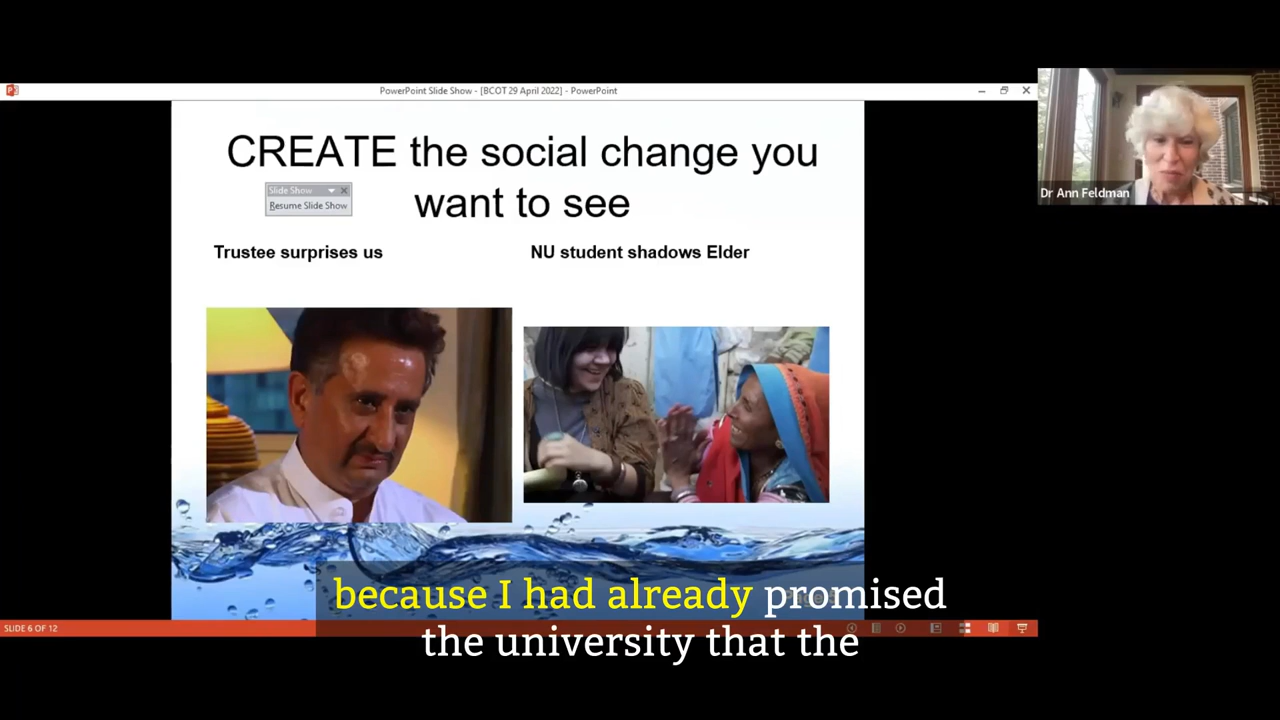 PowerPoint Slide Show - [BCOT 29 April 2022] - PowerPoint
CREATE the social change you
want to see
Slide Show
Resume Slide Show
Trustee surprises us
NU student shadows Elder
Dr Ann Feldman
because I had already promised
the university that the
SLIDE 6 OF 12